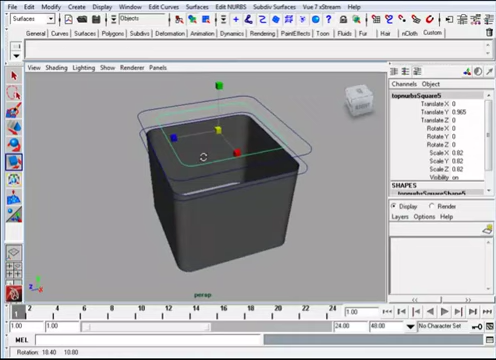 File Edit Modify Create Display Window Edit Curves Surfaces Edit NURBS Subdiv Surfaces Vue 7 xStream Help
Surfaces Objects
General Curves Surfaces Polygons Subdivs Deformation Animation Dynamics Rendering PaintEffects Toon Fluids Fur Hair nCloth Custom
View Shading Lighting Show Renderer Panels
Channels Object
topnurbsSquare5
Translate X 0
Translate Y 0.965
Translate Z 0
Rotate X 0
Rotate Y 0
Rotate Z 0
Scale X 0.82
Scale Y 0.82
Scale Z 0.82
Visibility on
SHAPES
topnurbsSquareShape5
Display Render
Layers Options Help
persp
2 4 6 8 10 12 14 16 18 20 22 24
1 1.00
1.00 1.00 24.00 48.00 No Character Set
MEL
Rotation: 18.40 10.80